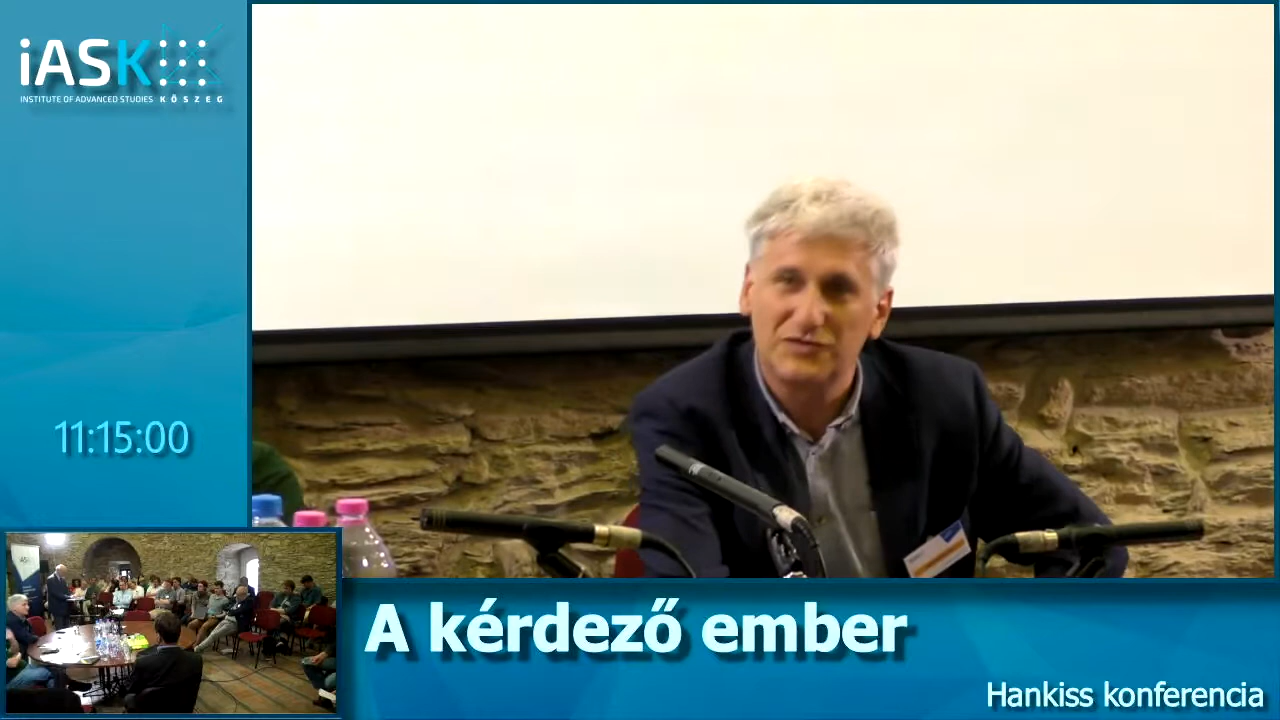 iASK
INSTITUTE OF ADVANCED STUDIES KŐSZEG
11:15:00
A kérdező ember
Hankiss konferencia